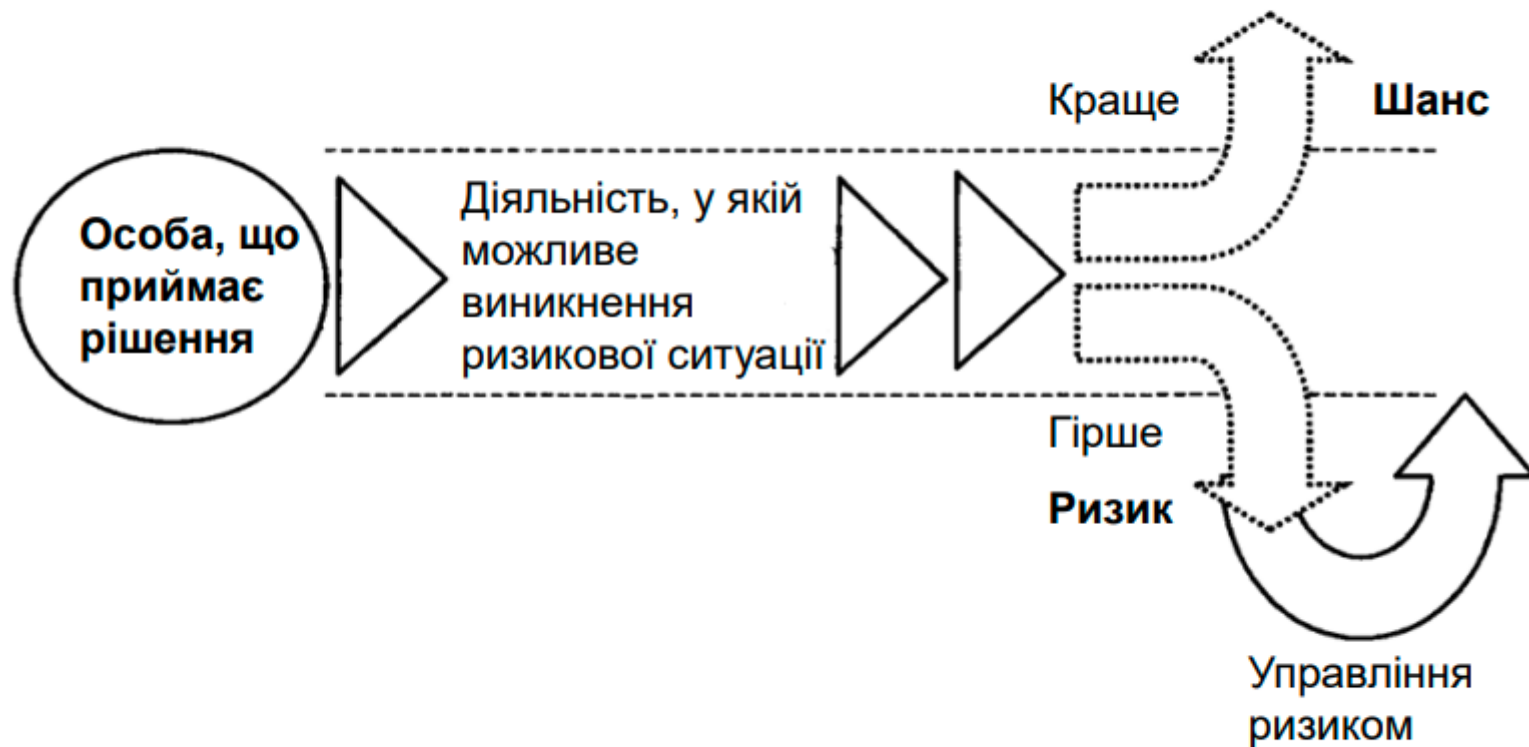 Краще
Шанс
Особа, що
приймає
рішення
Діяльність, у якій
можливе
виникнення
ризикової ситуації
Гірше
Ризик
Управління
ризиком